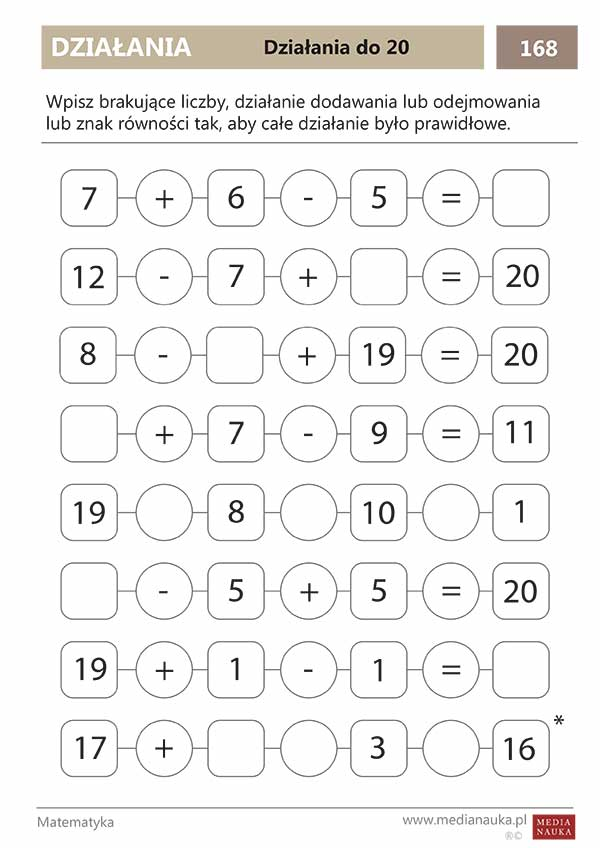 DZIAŁANIA Działania do 20 168
Wpisz brakujące liczby, działanie dodawania lub odejmowania
lub znak równości tak, aby całe działanie było prawidłowe.
7 + 6 - 5 =
12 - 7 + = 20
8 - + 19 = 20
+ 7 - 9 = 11
19 8 10 1
- 5 + 5 = 20
19 + 1 - 1 =
17 + 3 16 *
Matematyka www.medianauka.pl MEDIA
®© NAUKA